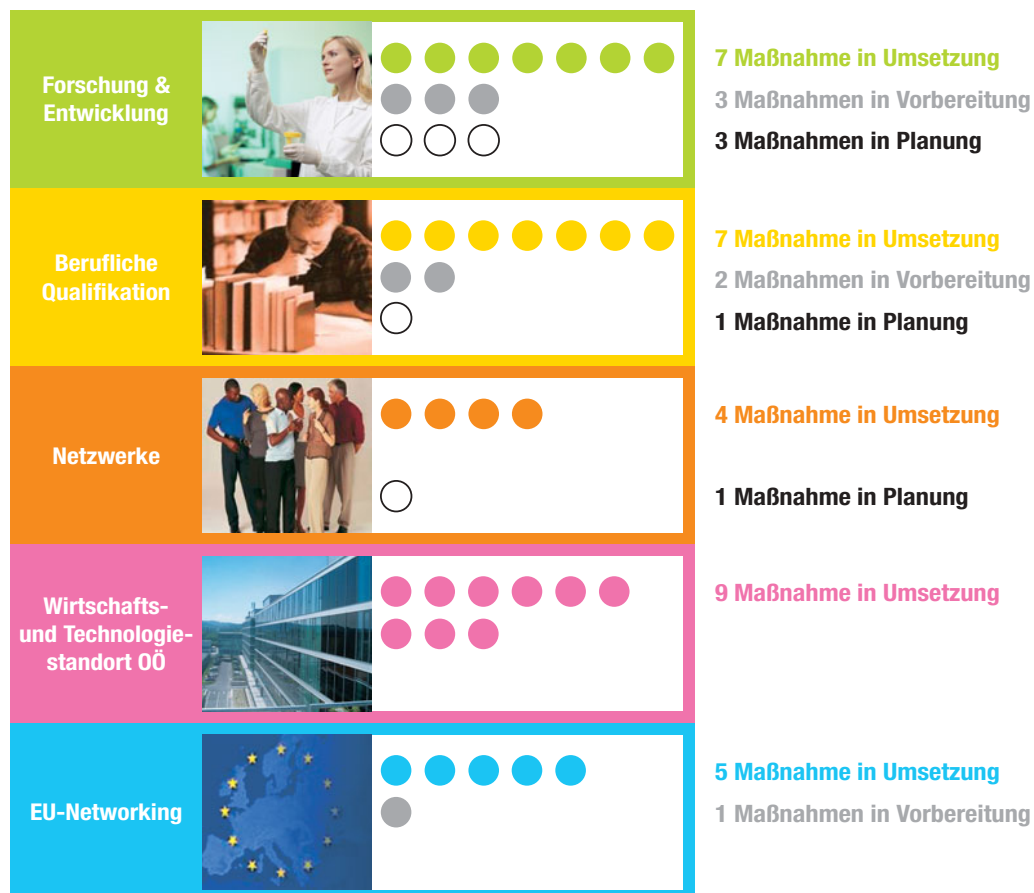 Forschung &
Entwicklung
7 Maßnahme in Umsetzung
3 Maßnahmen in Vorbereitung
3 Maßnahmen in Planung
Berufliche
Qualifikation
7 Maßnahme in Umsetzung
2 Maßnahmen in Vorbereitung
1 Maßnahme in Planung
Netzwerke
4 Maßnahme in Umsetzung
1 Maßnahme in Planung
Wirtschafts-
und Technologie-
standort OÖ
9 Maßnahme in Umsetzung
EU-Networking
5 Maßnahme in Umsetzung
1 Maßnahmen in Vorbereitung